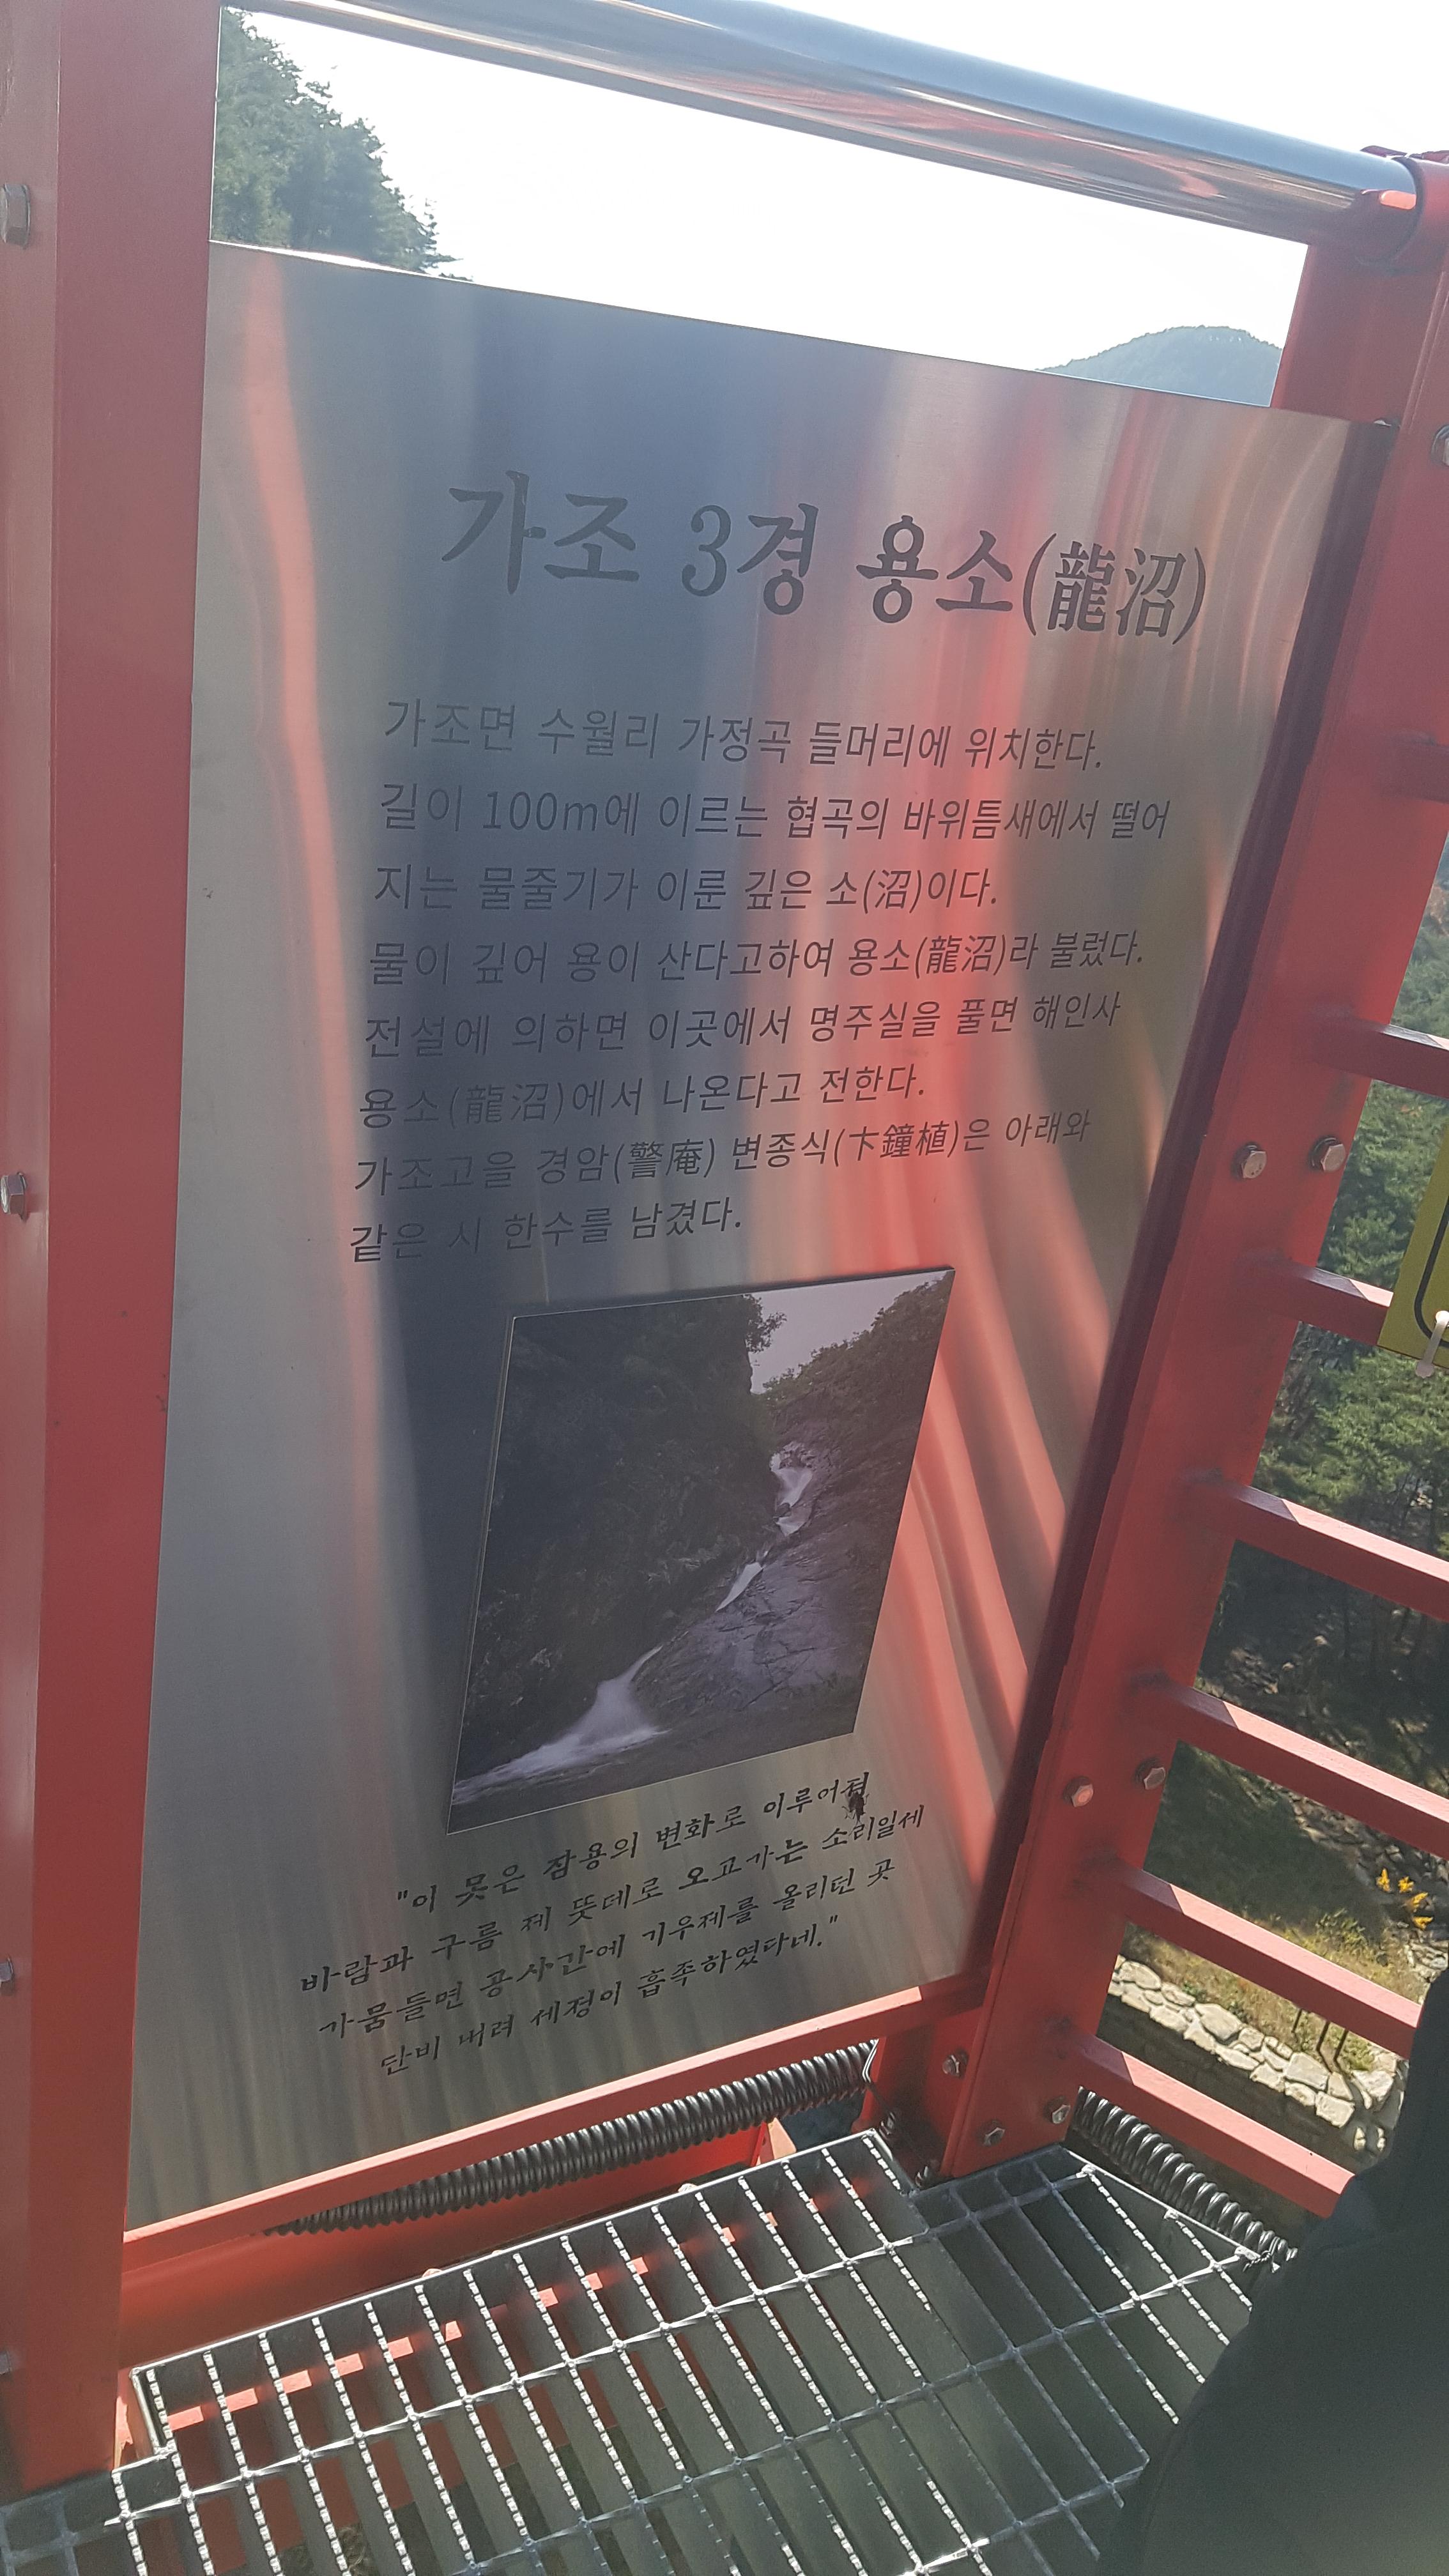 가조 3경 용소(龍沼)
가조면 수월리 가정곡 들머리에 위치한다.
길이 100m에 이르는 협곡의 바위틈새에서 떨어
지는 물줄기가 이룬 깊은 소(沼)이다.
물이 깊어 용이 산다고하여 용소(龍沼)라 불렀다.
전설에 의하면 이곳에서 명주실을 풀면 해인사
용소(龍沼)에서 나온다고 전한다.
가조고을 경암(警庵) 변종식(卞鐘植)은 아래와
같은 시 한수를 남겼다.
"이 못은 잠용의 변화로 이루어져
바람과 구름 제 뜻데로 오고가는 소리일세
가뭄들면 공사간에 기우제를 올리던 곳
단비 내려 세정이 흡족하였다네."